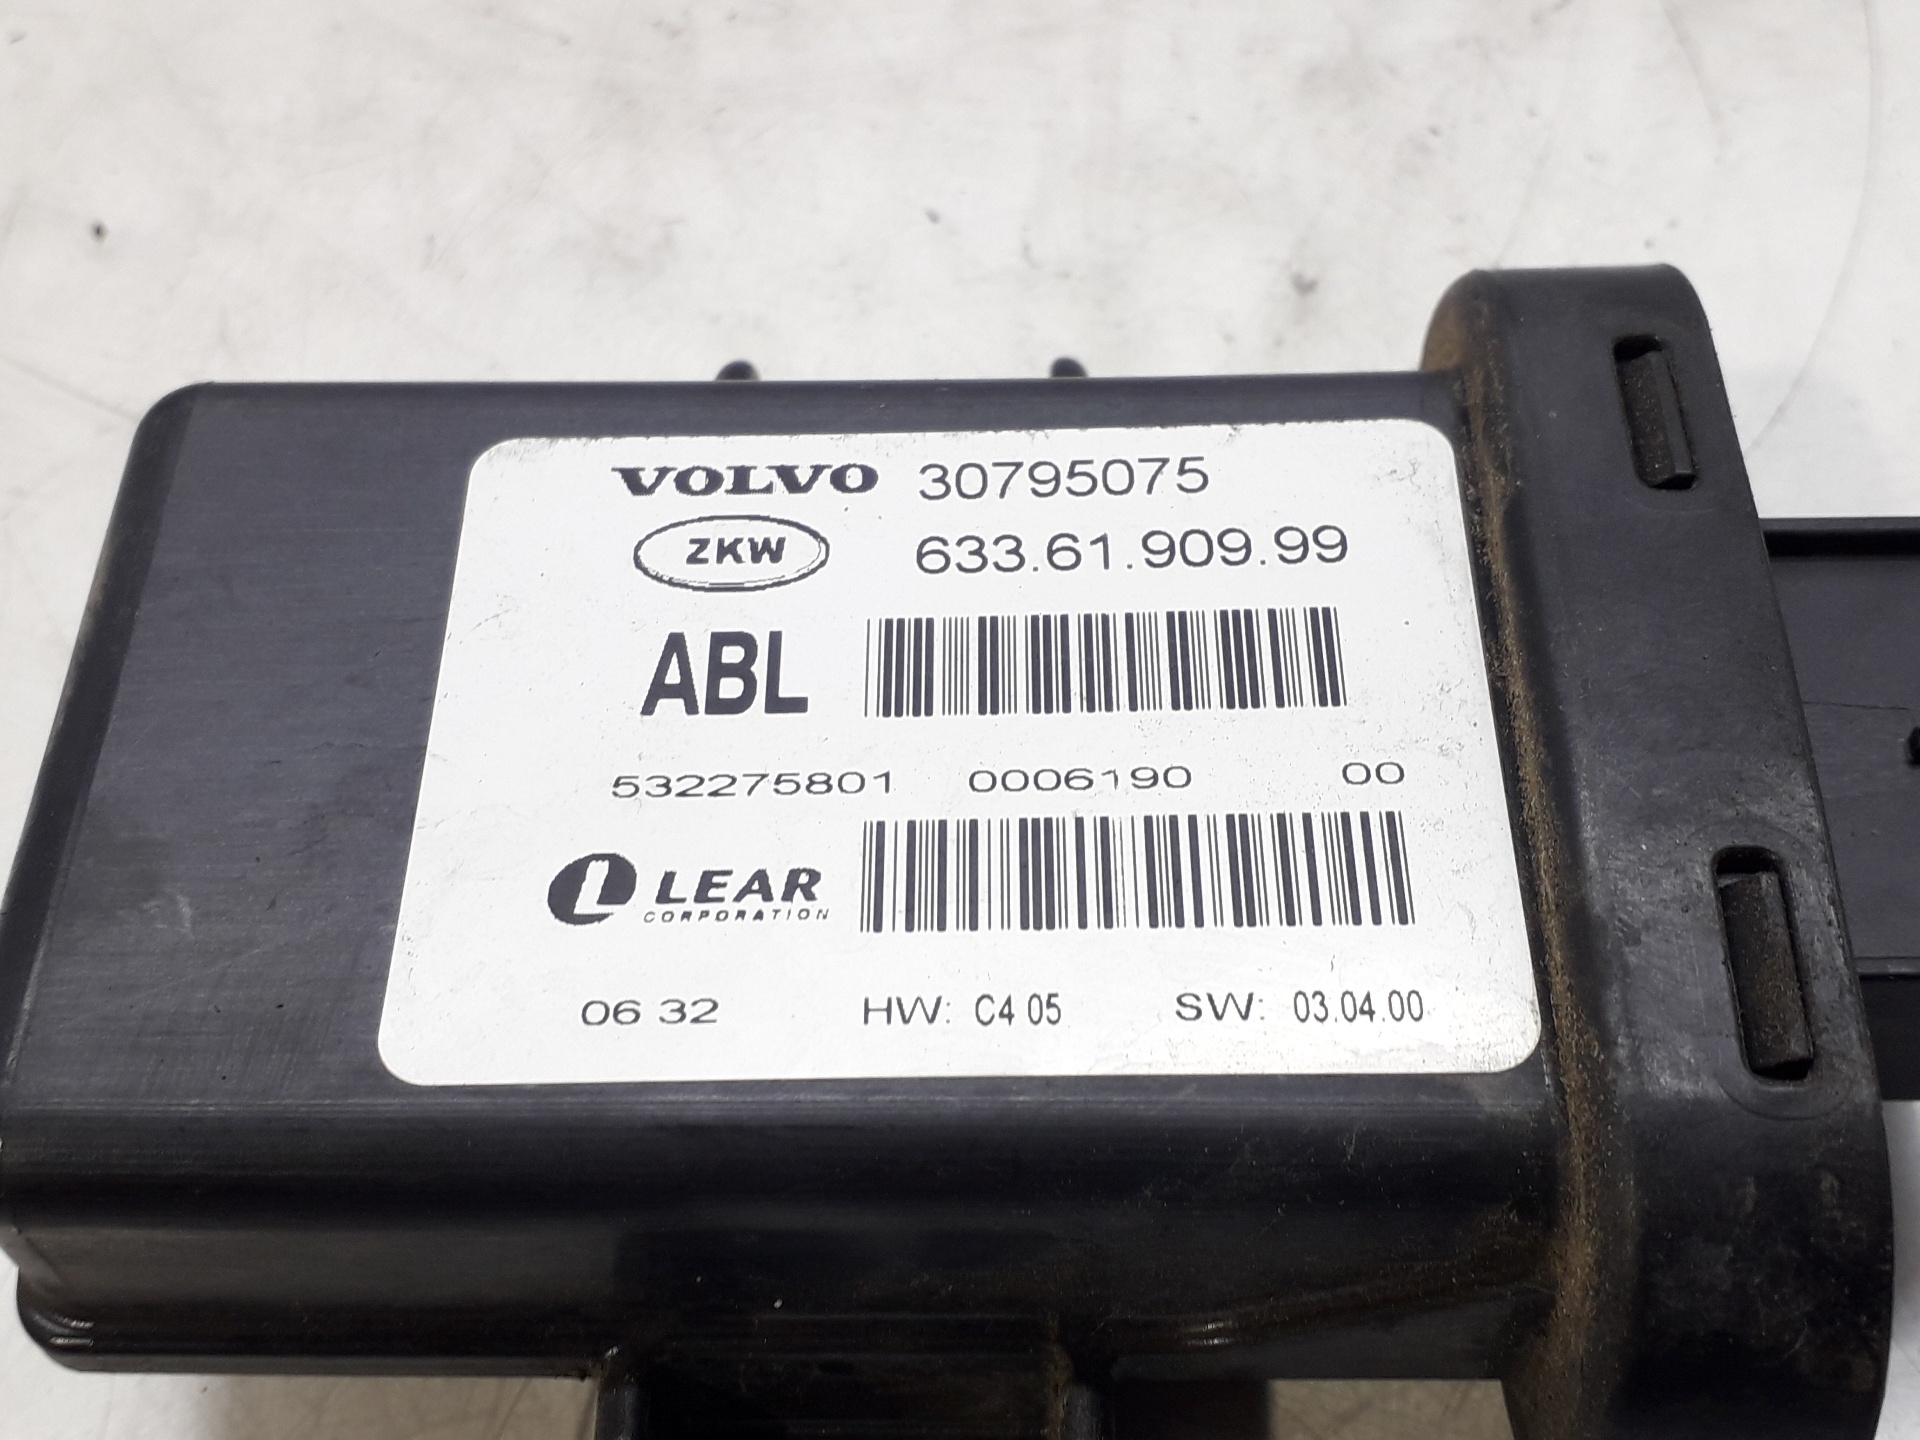 VOLVO 30795075
ZKW 633.61.909.99
ABL
532275801 0006190 00
LEAR
CORPORATION
06 32 HW: C4 05 SW: 03.04.00